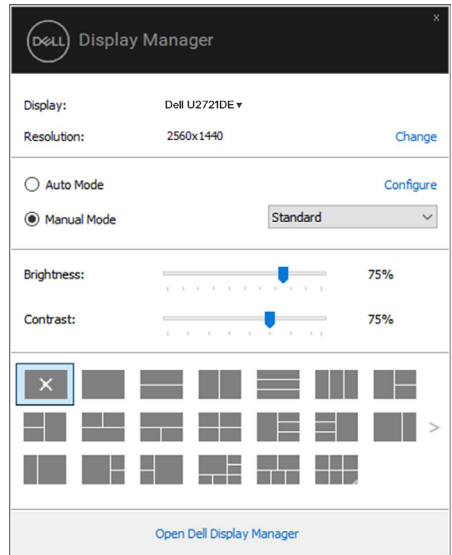 x
DELL Display Manager
Display: Dell U2721DE ▾
Resolution: 2560x1440 Change
Auto Mode Configure
Manual Mode Standard
Brightness: 75%
Contrast: 75%
Open Dell Display Manager